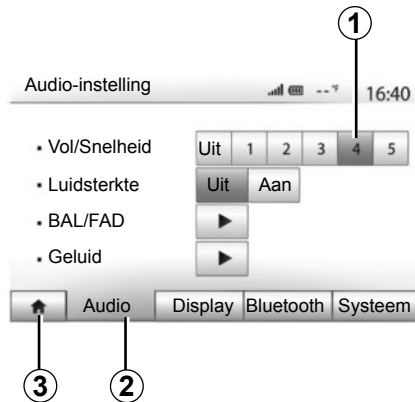 1
Audio-instelling --°F 16:40
Vol/Snelheid Uit 1 2 3 4 5
Luidsterkte Uit Aan
BAL/FAD
Geluid
Audio Display Bluetooth Systeem
3 2